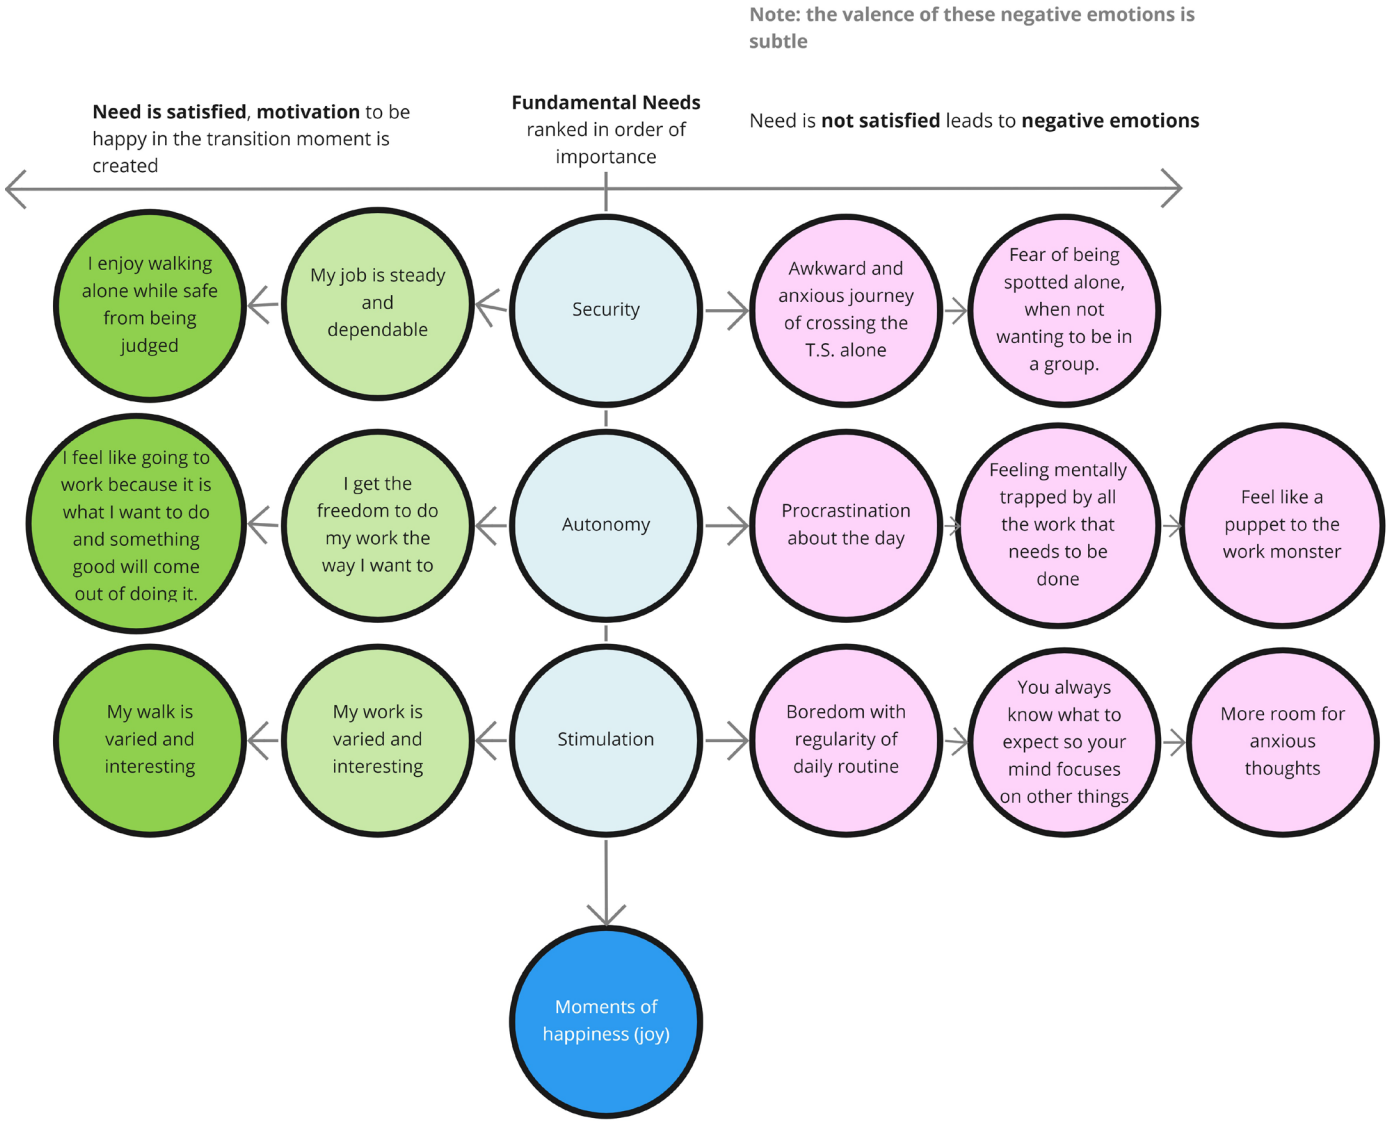 Note: the valence of these negative emotions is
subtle
Need is satisfied, motivation to be
happy in the transition moment is
created
Fundamental Needs
ranked in order of
importance
Need is not satisfied leads to negative emotions
I enjoy walking
alone while safe
from being
judged
My job is steady
and
dependable
Security
Awkward and
anxious journey
of crossing the
T.S. alone
Fear of being
spotted alone,
when not
wanting to be in
a group.
I feel like going to
work because it is
what I want to do
and something
good will come
out of doing it.
I get the
freedom to do
my work the
way I want to
Autonomy
Procrastination
about the day
Feeling mentally
trapped by all
the work that
needs to be
done
Feel like a
puppet to the
work monster
My walk is
varied and
interesting
My work is
varied and
interesting
Stimulation
Boredom with
regularity of
daily routine
You always
know what to
expect so your
mind focuses
on other things
More room for
anxious
thoughts
Moments of
happiness (joy)